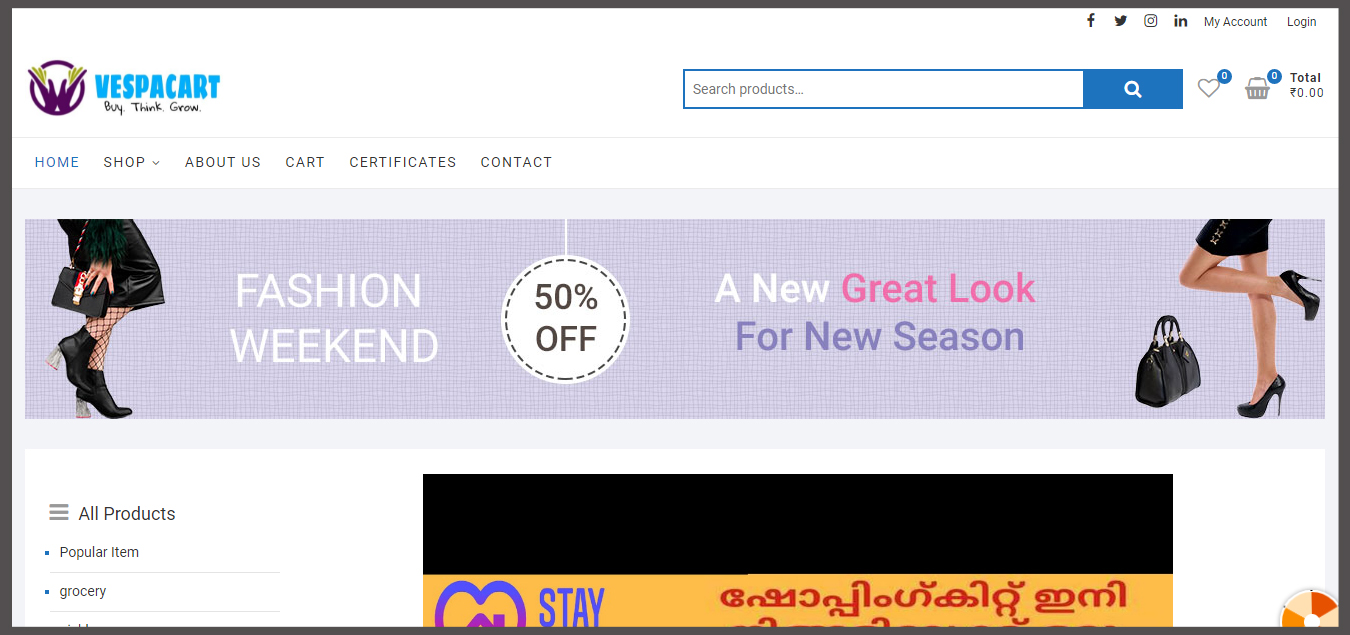 My Account Login
VESPACART
Buy. Think. Grow.
Search products…
0
0
Total
₹0.00
HOME SHOP ABOUT US CART CERTIFICATES CONTACT
FASHION
WEEKEND
50%
OFF
A New Great Look
For New Season
All Products
Popular Item
grocery
STAY
ഷോപ്പിംഗ്കിറ്റ് ഇനി